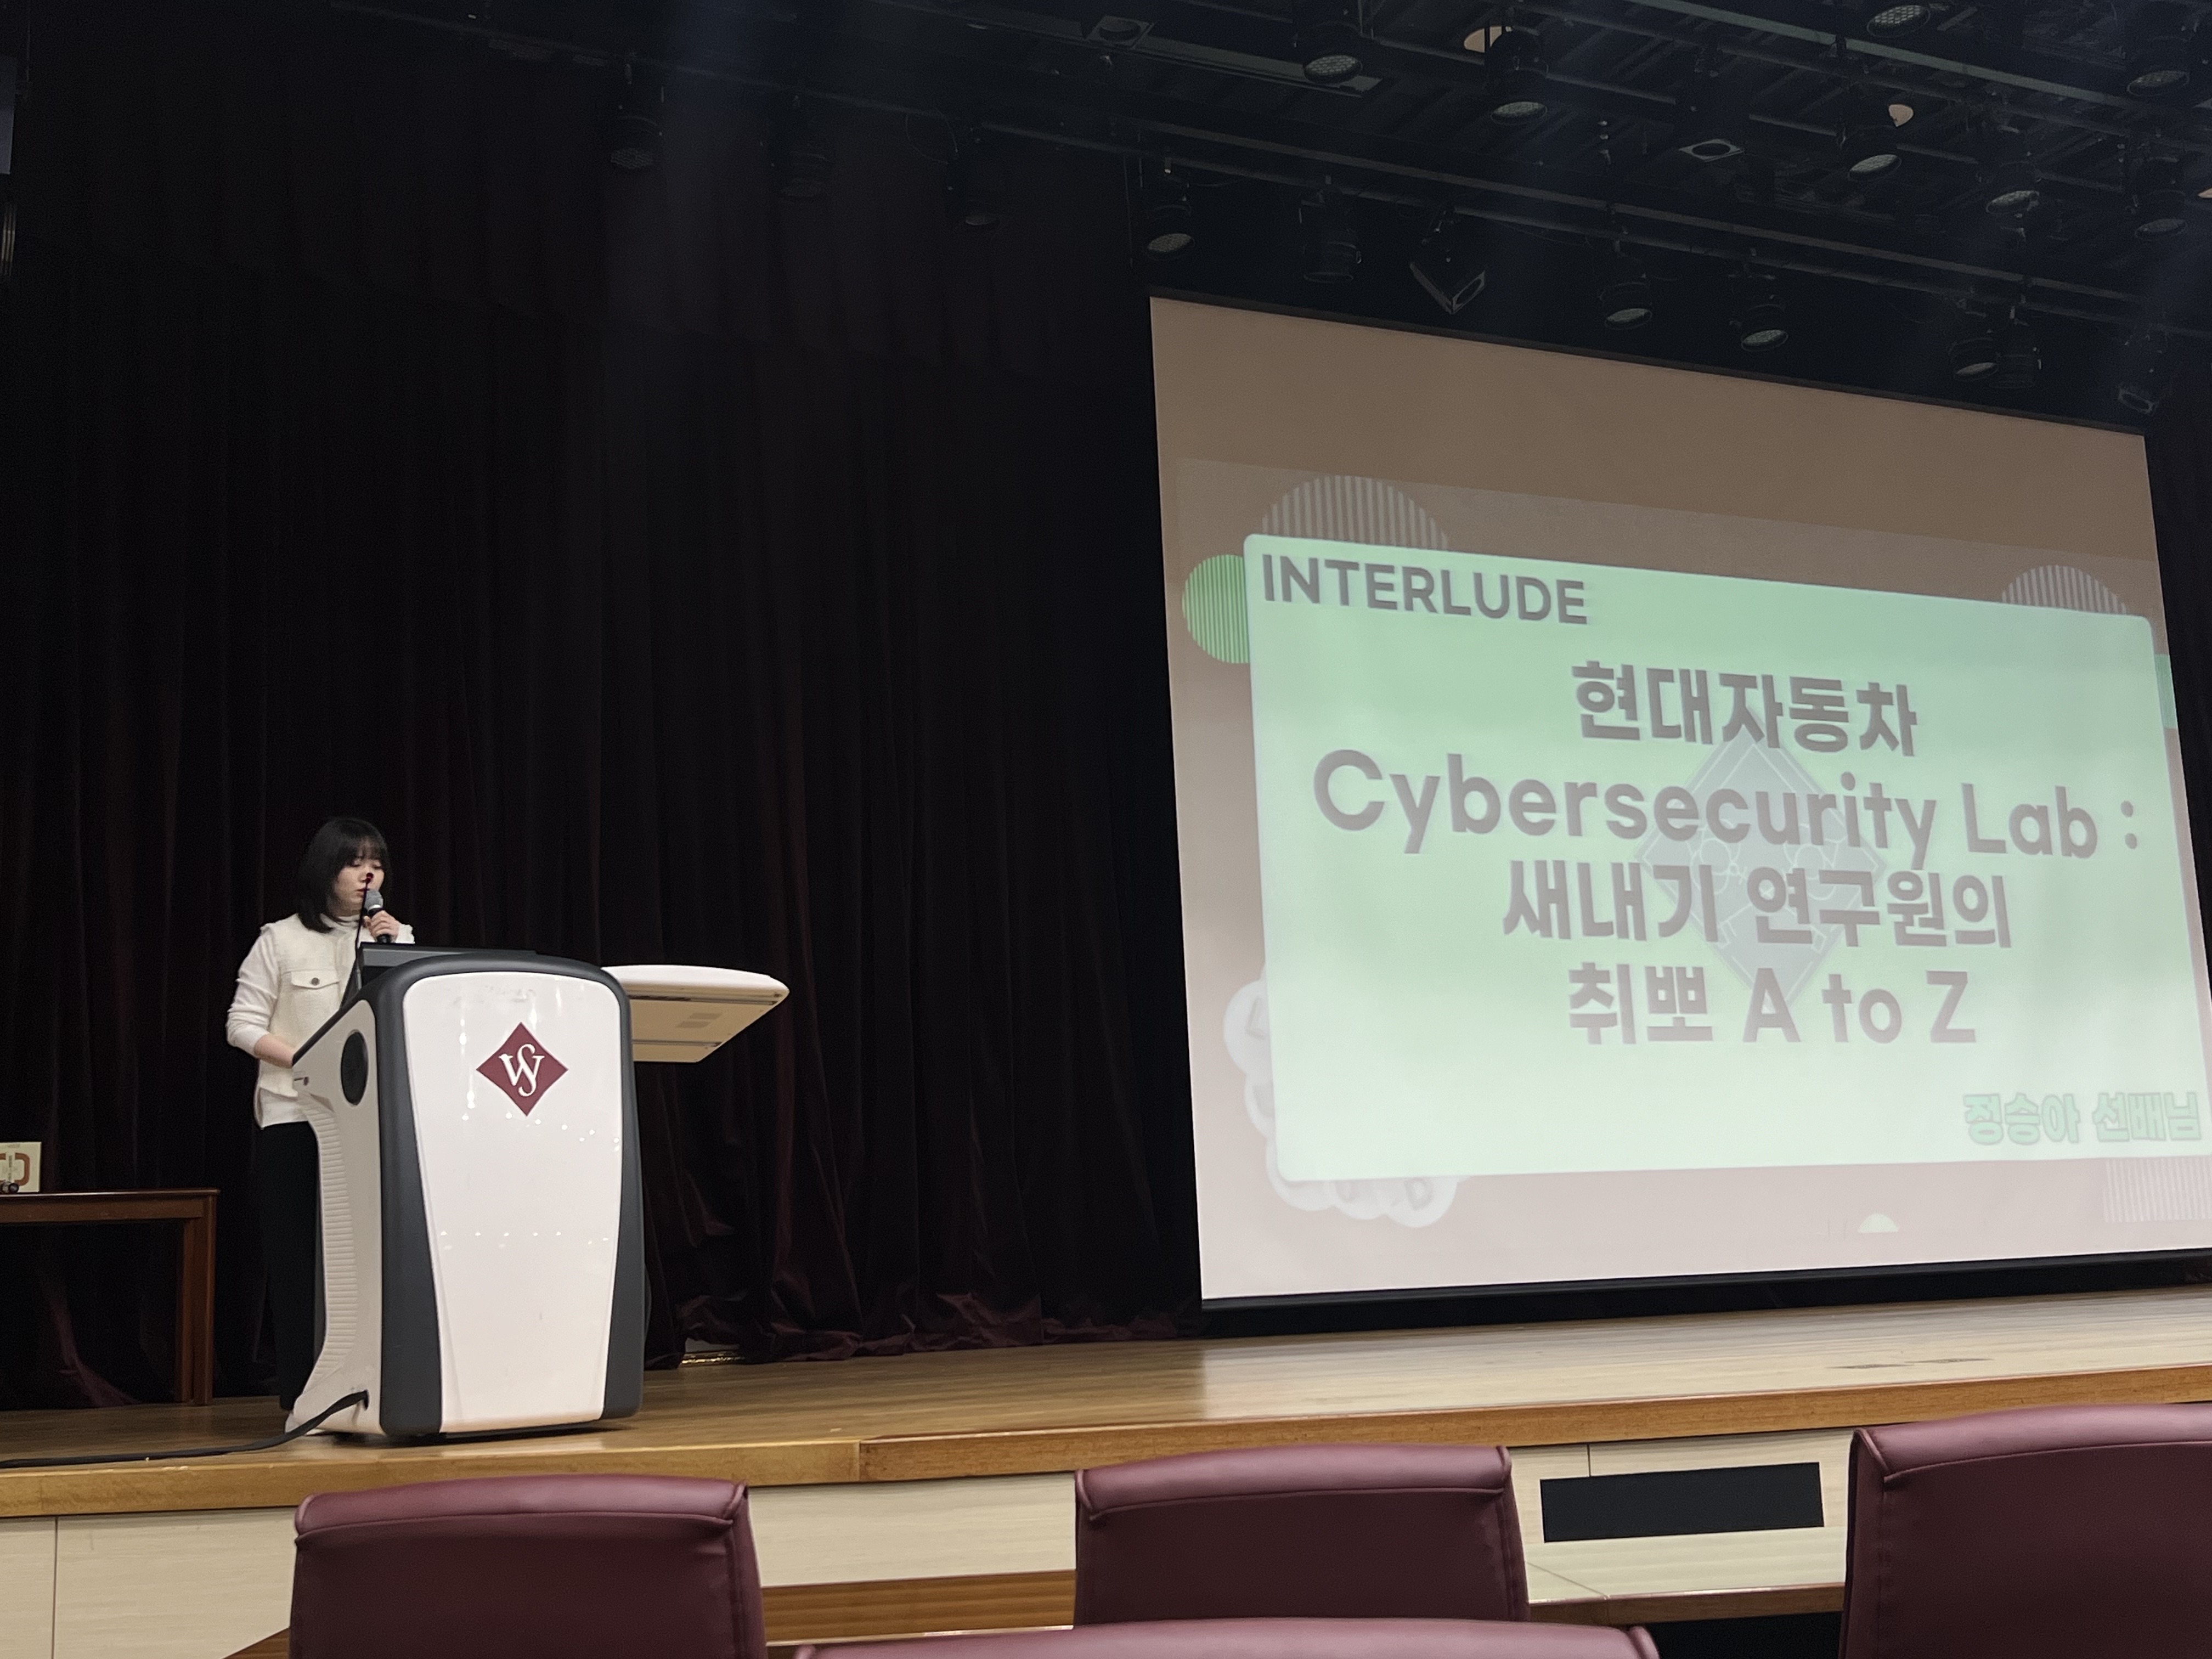 INTERLUDE
현대자동차
Cybersecurity Lab :
새내기 연구원의
취뽀 A to Z
정승아 선배님